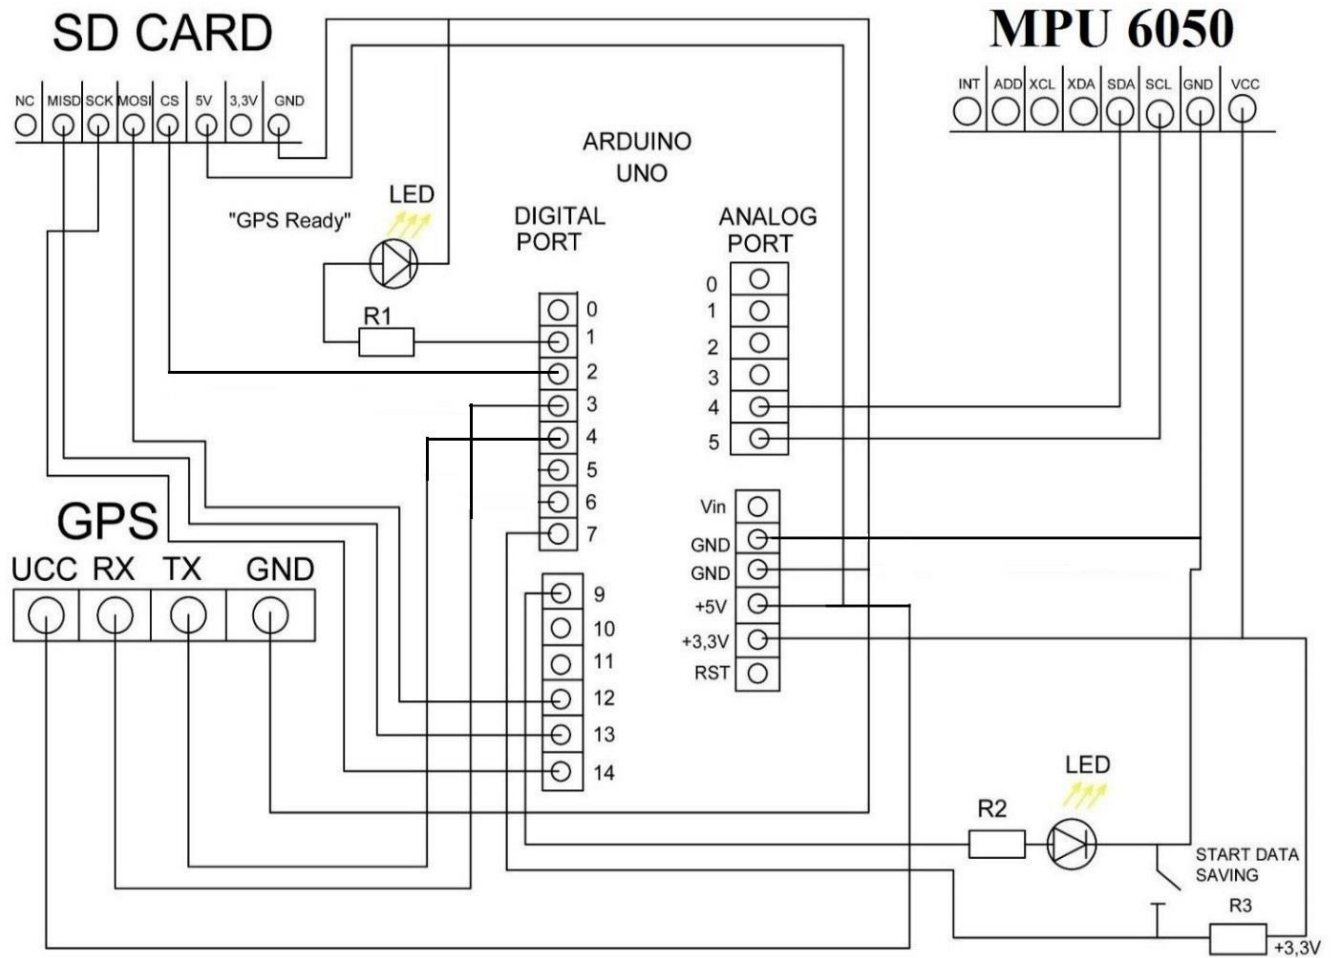 SD CARD
MPU 6050
NC MISD SCK MOSI CS 5V 3,3V GND
INT ADD XCL XDA SDA SCL GND VCC
ARDUINO
UNO
LED
"GPS Ready"
DIGITAL
PORT
ANALOG
PORT
R1
0
1
2
3
4
5
6
7
0
1
2
3
4
5
GPS
UCC RX TX GND
9
10
11
12
13
14
Vin
GND
GND
+5V
+3,3V
RST
LED
R2
START DATA
SAVING
R3
+3,3V